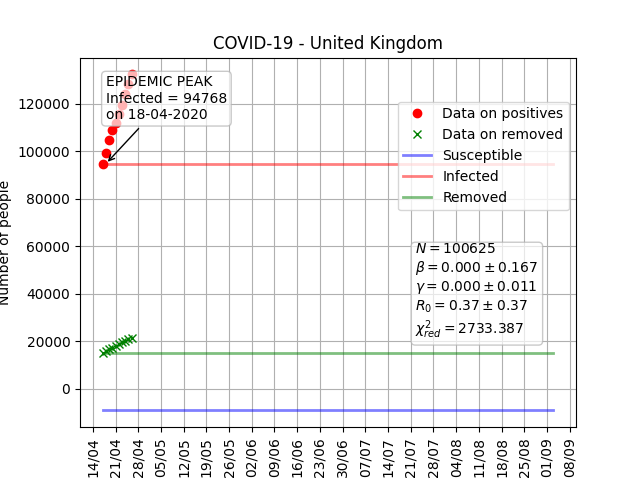 COVID-19 - United Kingdom
EPIDEMIC PEAK
Infected = 94768
on 18-04-2020
Data on positives
Data on removed
Susceptible
Infected
Removed
N = 100625
β = 0.000 ± 0.167
γ = 0.000 ± 0.011
R₀ = 0.37 ± 0.37
χ²red = 2733.387
Number of people
120000
100000
80000
60000
40000
20000
0
14/04
21/04
28/04
05/05
12/05
19/05
26/05
02/06
09/06
16/06
23/06
30/06
07/07
14/07
21/07
28/07
04/08
11/08
18/08
25/08
01/09
08/09